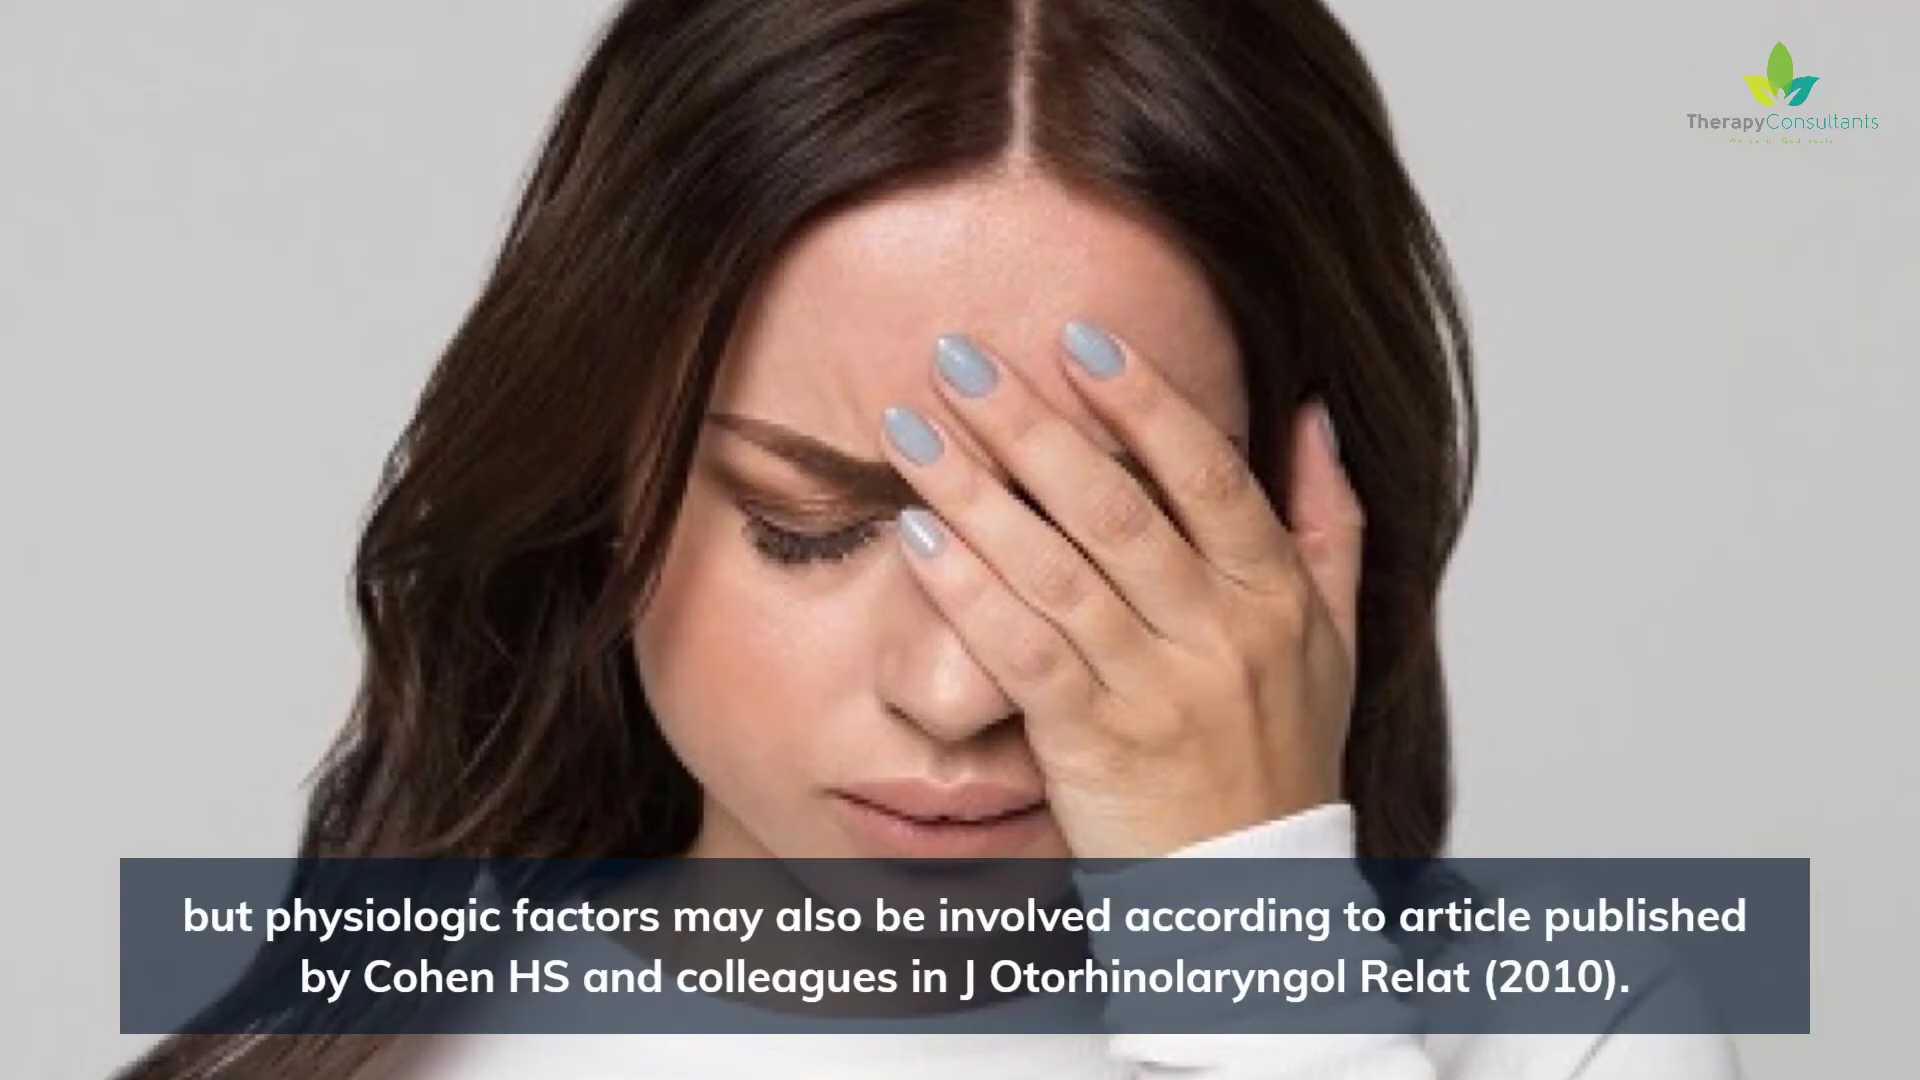 TherapyConsultants
but physiologic factors may also be involved according to article published
by Cohen HS and colleagues in J Otorhinolaryngol Relat (2010).